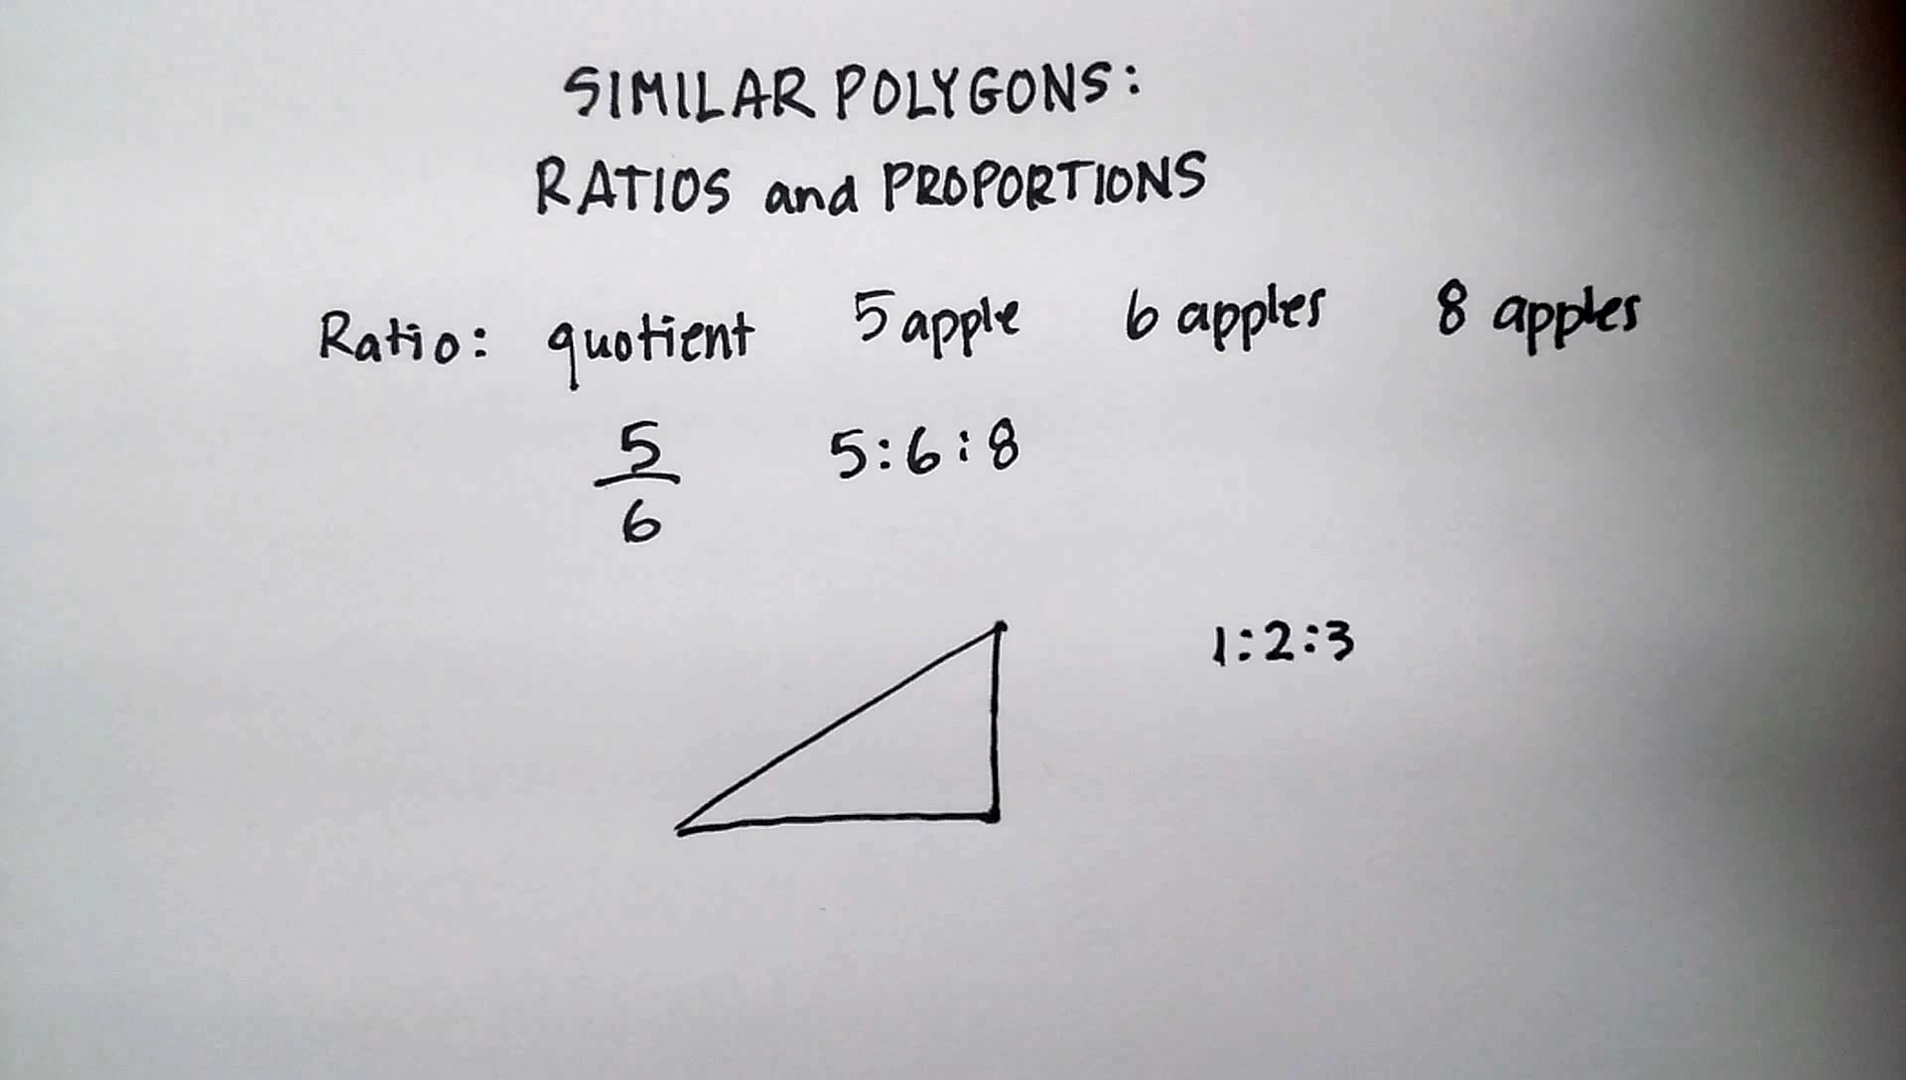 SIMILAR POLYGONS:
RATIOS and PROPORTIONS
Ratio: quotient 5 apple 6 apples 8 apples
5/6 5:6:8
1:2:3